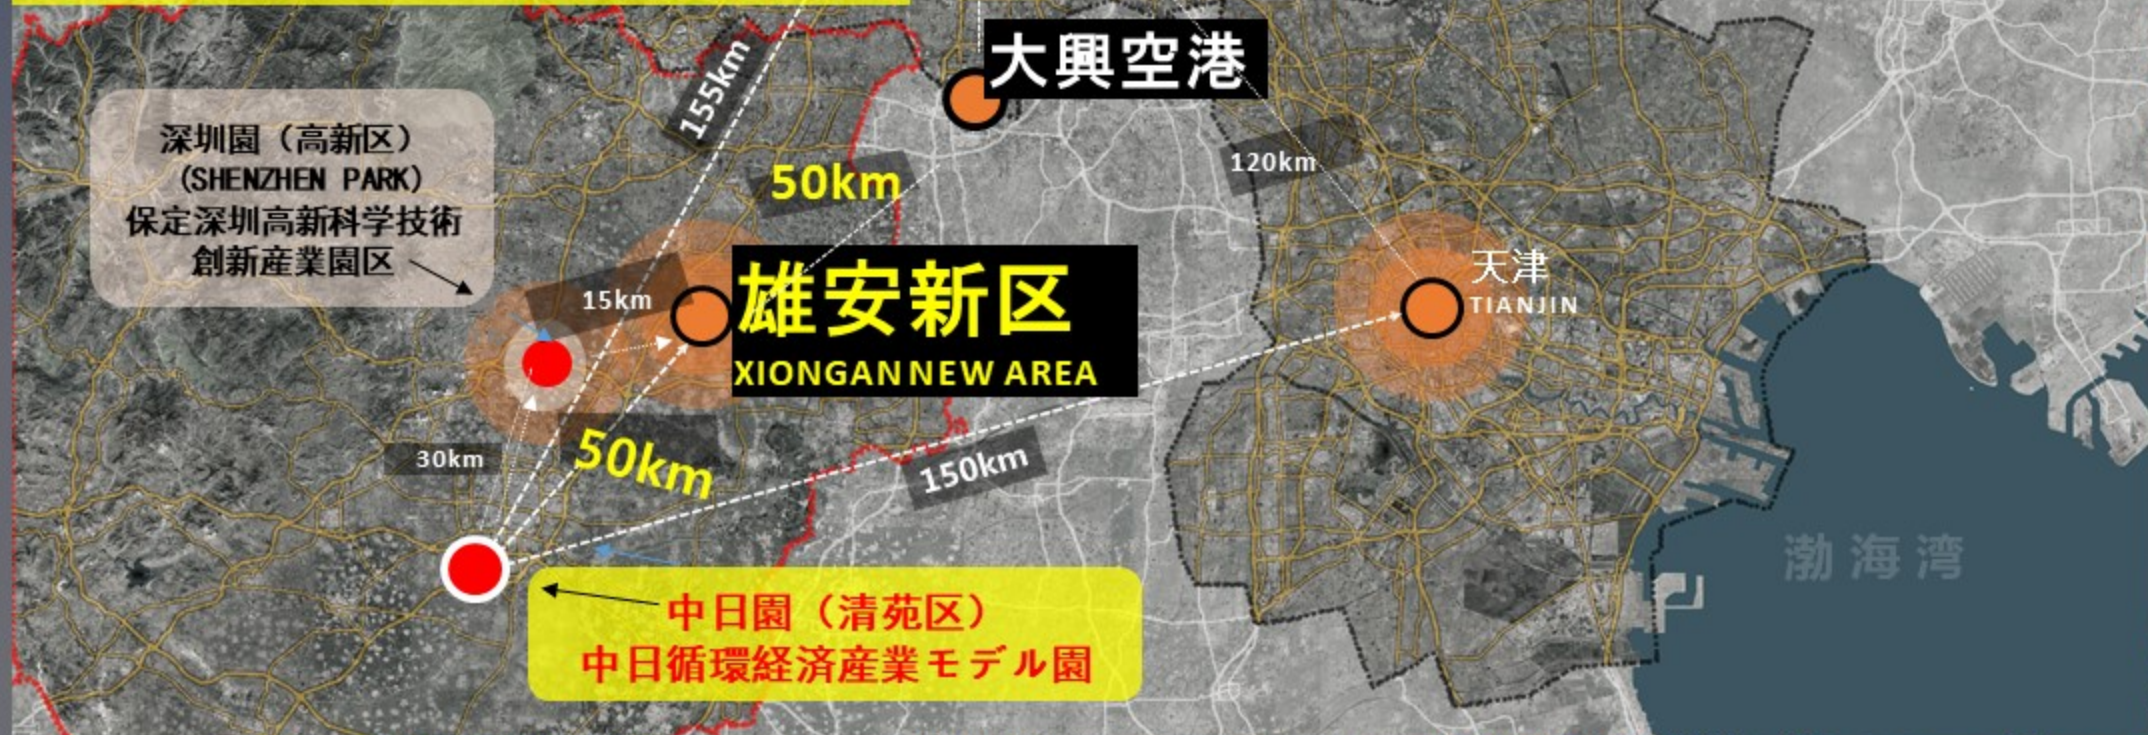 大興空港
155km
深圳園（高新区）
(SHENZHEN PARK)
保定深圳高新科学技術
創新産業園区
50km
120km
15km
雄安新区
XIONGANNEW AREA
天津
TIANJIN
30km
50km
150km
渤海湾
中日園（清苑区）
中日循環経済産業モデル園